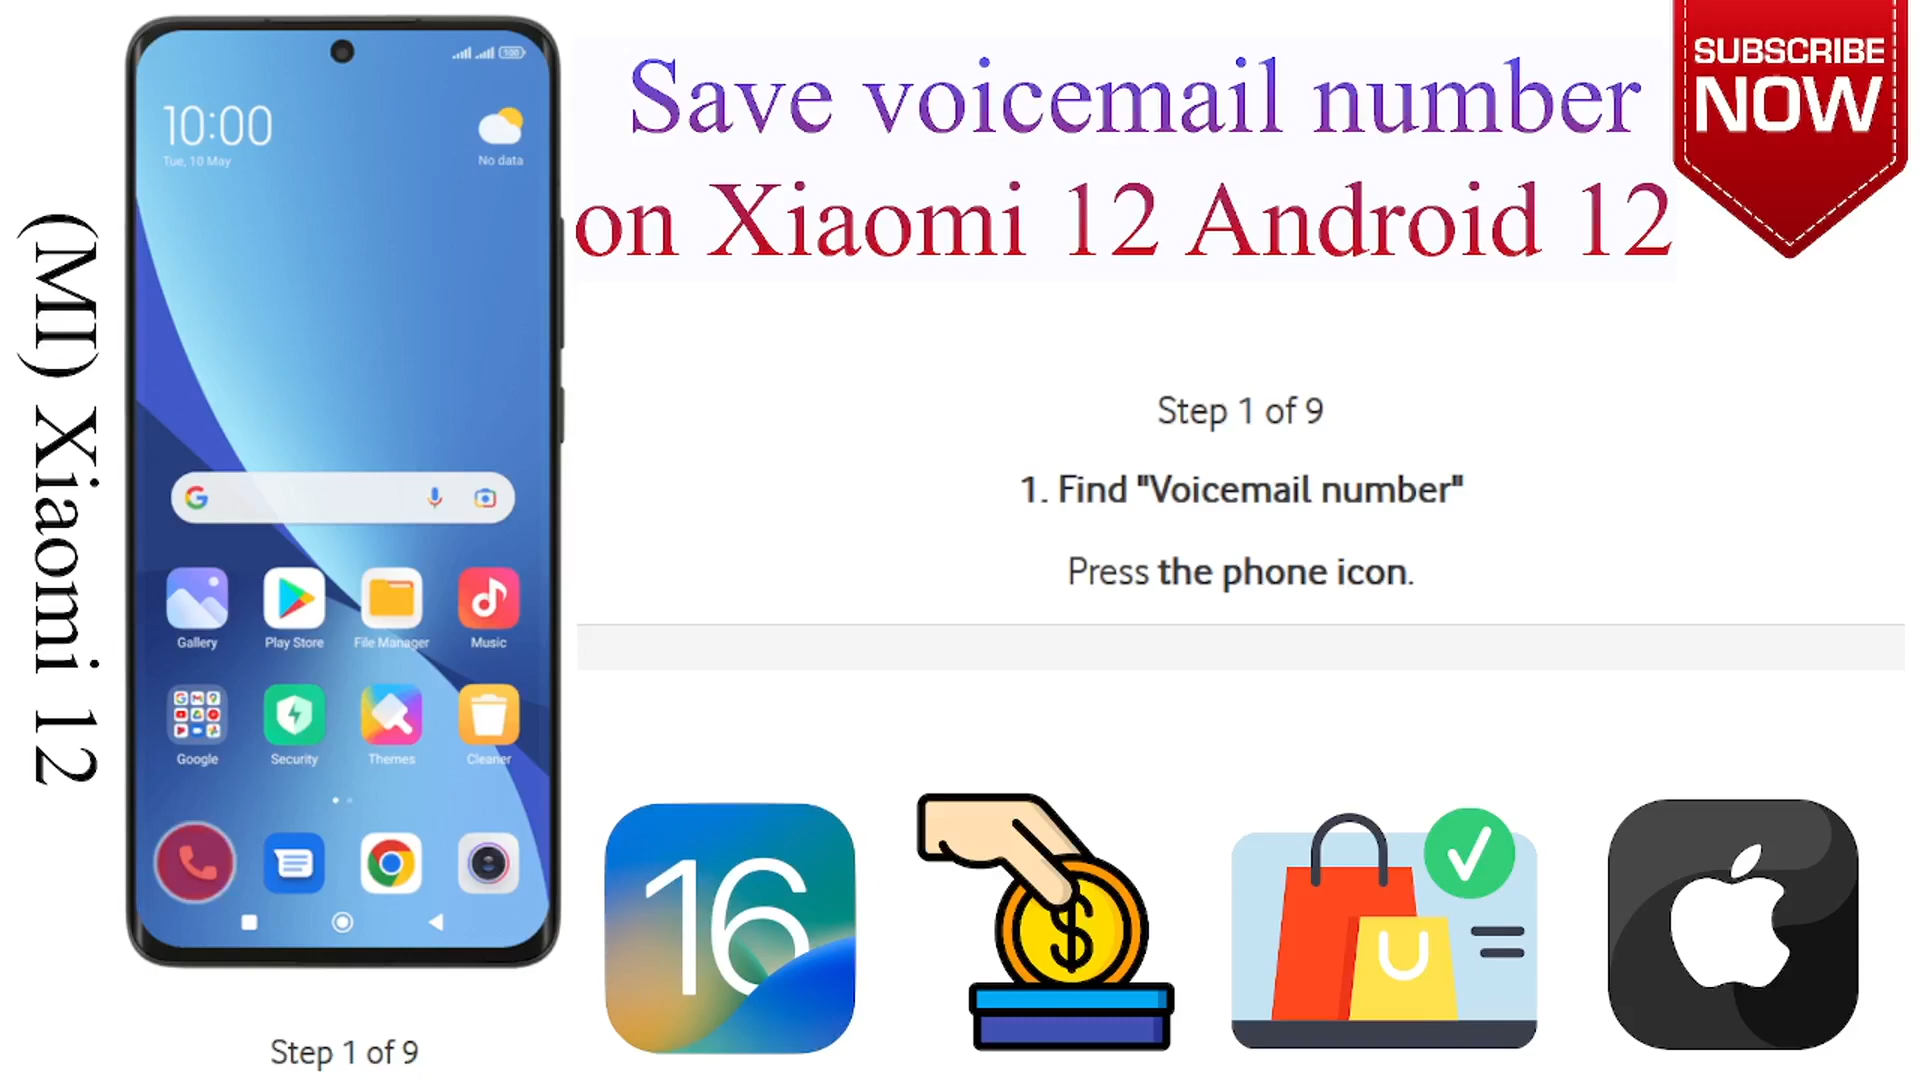 (MI) Xiaomi 12
100
10:00
Tue, 10 May
No data
Gallery
Play Store
File Manager
Music
Google
Security
Themes
Cleaner
Step 1 of 9
Save voicemail number
on Xiaomi 12 Android 12
SUBSCRIBE
NOW
Step 1 of 9
1. Find "Voicemail number"
Press the phone icon.
16
$